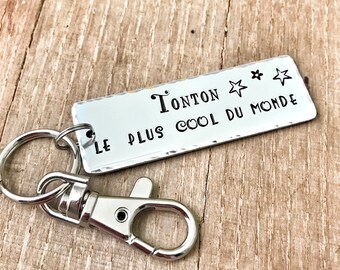 Tonton
Le plus cool du monde